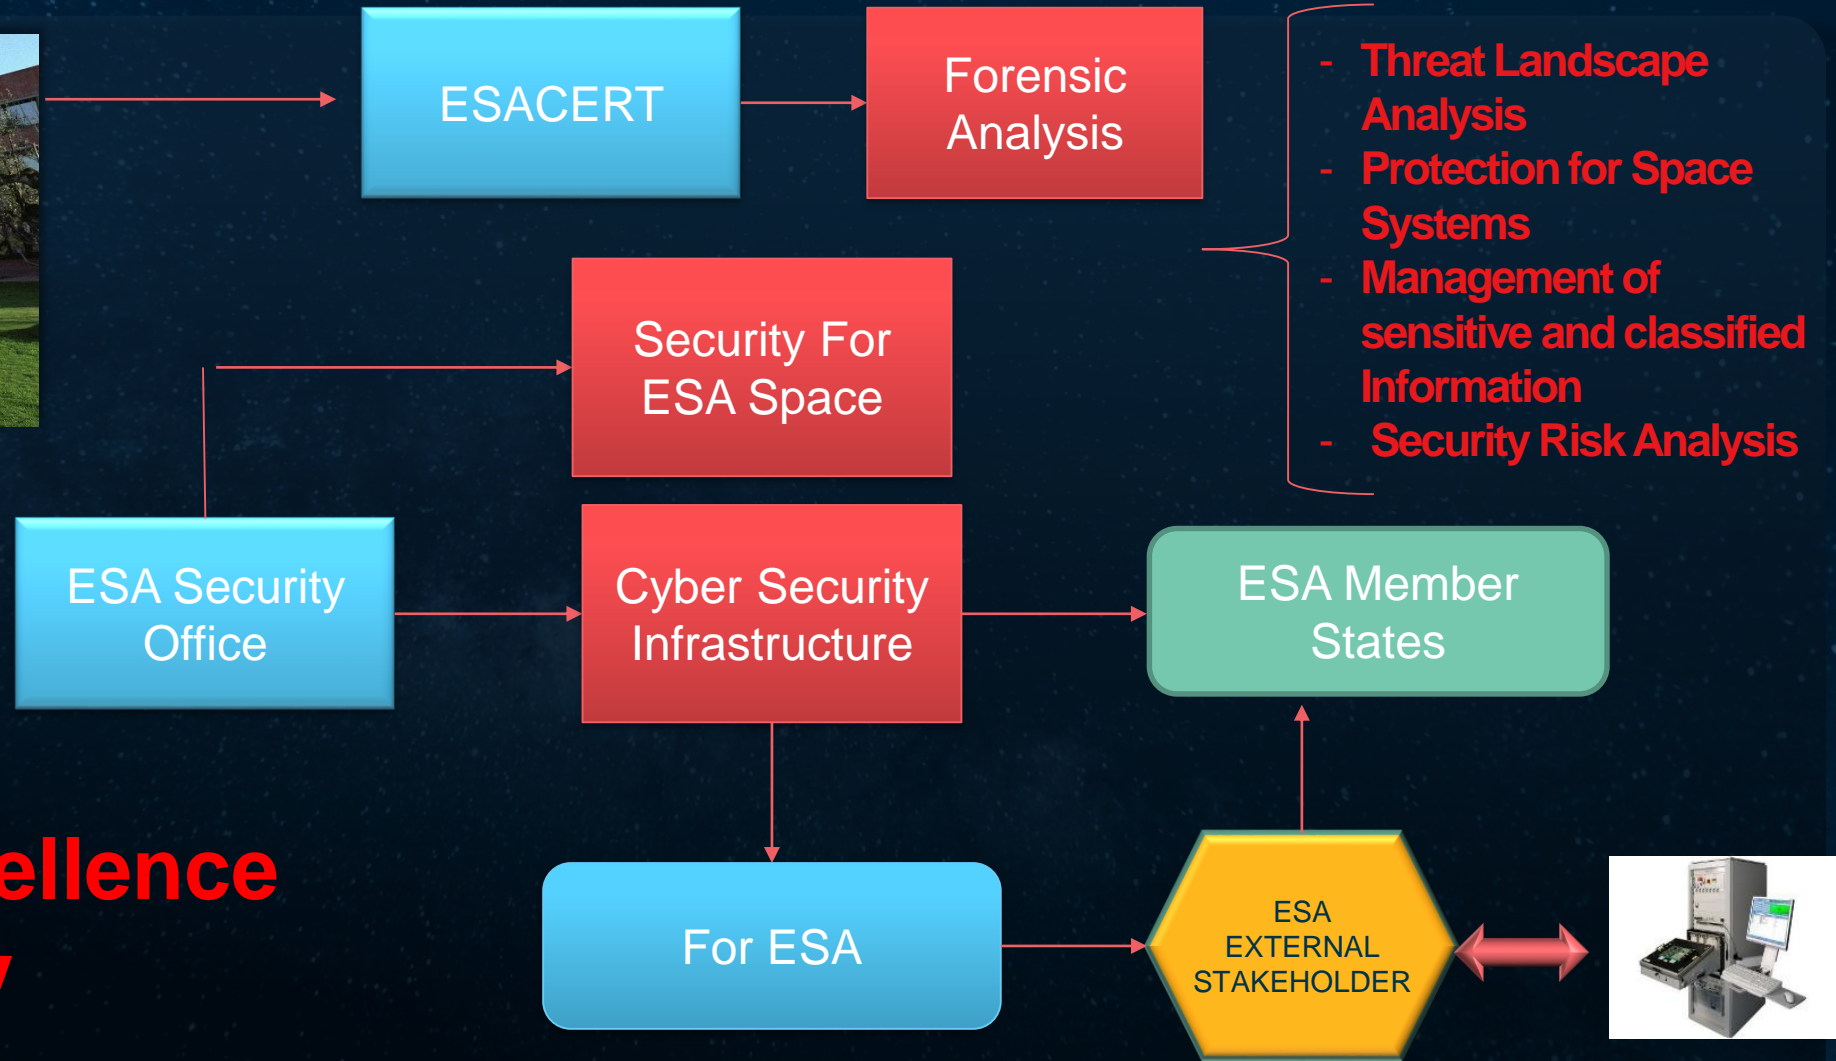 ESACERT
Forensic
Analysis
- Threat Landscape
Analysis
- Protection for Space
Systems
- Management of
sensitive and classified
Information
- Security Risk Analysis
Security For
ESA Space
ESA Security
Office
Cyber Security
Infrastructure
ESA Member
States
ellence
y
For ESA
ESA
EXTERNAL
STAKEHOLDER